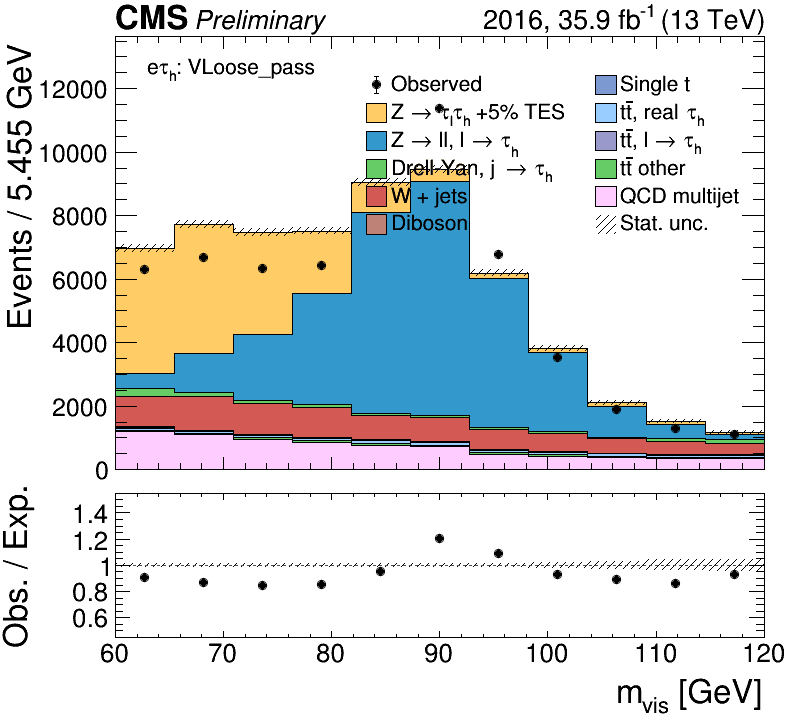 CMS Preliminary 2016, 35.9 fb⁻¹ (13 TeV)
eτh: VLoose_pass
Observed
Z → τlτh +5% TES
Z → ll, l → τh
Drell-Yan, j → τh
W + jets
Diboson
Single t
tt̄, real τh
tt̄, l → τh
tt̄ other
QCD multijet
Stat. unc.
Events / 5.455 GeV
12000
10000
8000
6000
4000
2000
0
Obs. / Exp.
1.4
1.2
1
0.8
0.6
60 70 80 90 100 110 120
mvis [GeV]